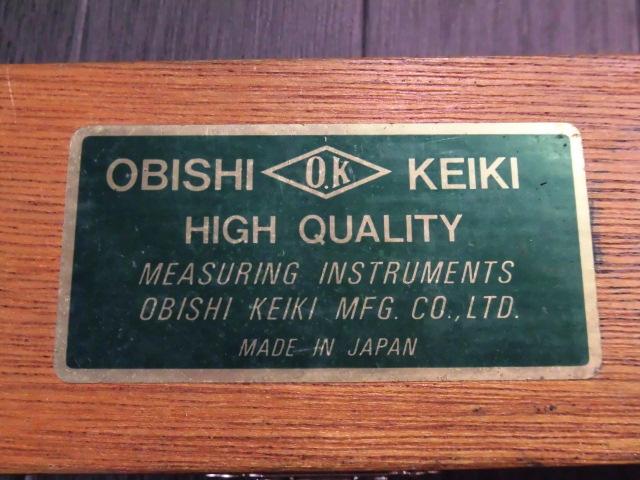 OBISHI O.K KEIKI
HIGH QUALITY
MEASURING INSTRUMENTS
OBISHI KEIKI MFG. CO.,LTD.
MADE IN JAPAN